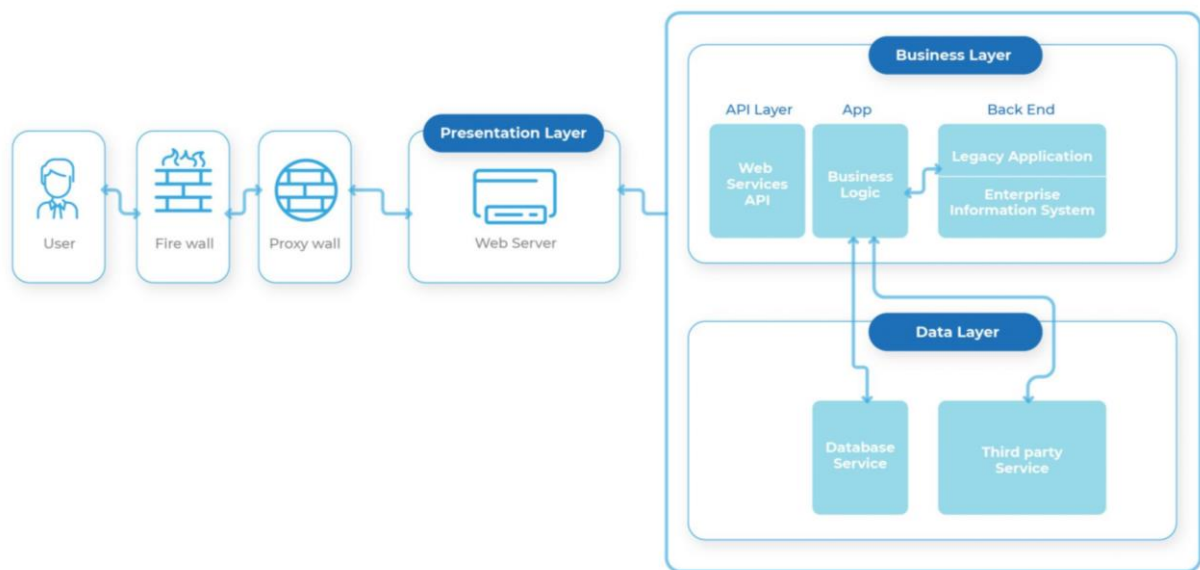 User
Fire wall
Proxy wall
Presentation Layer
Web Server
Business Layer
API Layer
Web
Services
API
App
Business
Logic
Back End
Legacy Application
Enterprise
Information System
Data Layer
Database
Service
Third party
Service